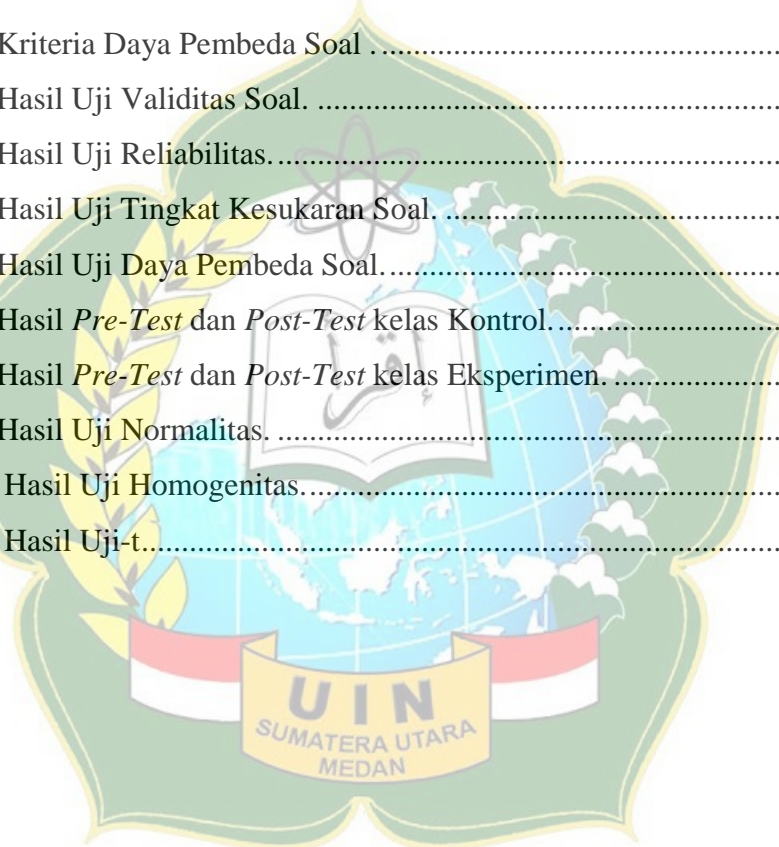 Kriteria Daya Pembeda Soal .....................................................
Hasil Uji Validitas Soal. ............................................................
Hasil Uji Reliabilitas...................................................................
Hasil Uji Tingkat Kesukaran Soal. ..........................................
Hasil Uji Daya Pembeda Soal...................................................
Hasil Pre-Test dan Post-Test kelas Kontrol..............................
Hasil Pre-Test dan Post-Test kelas Eksperimen. .....................
Hasil Uji Normalitas. .................................................................
Hasil Uji Homogenitas..............................................................
Hasil Uji-t....................................................................................
UIN
SUMATERA UTARA
MEDAN